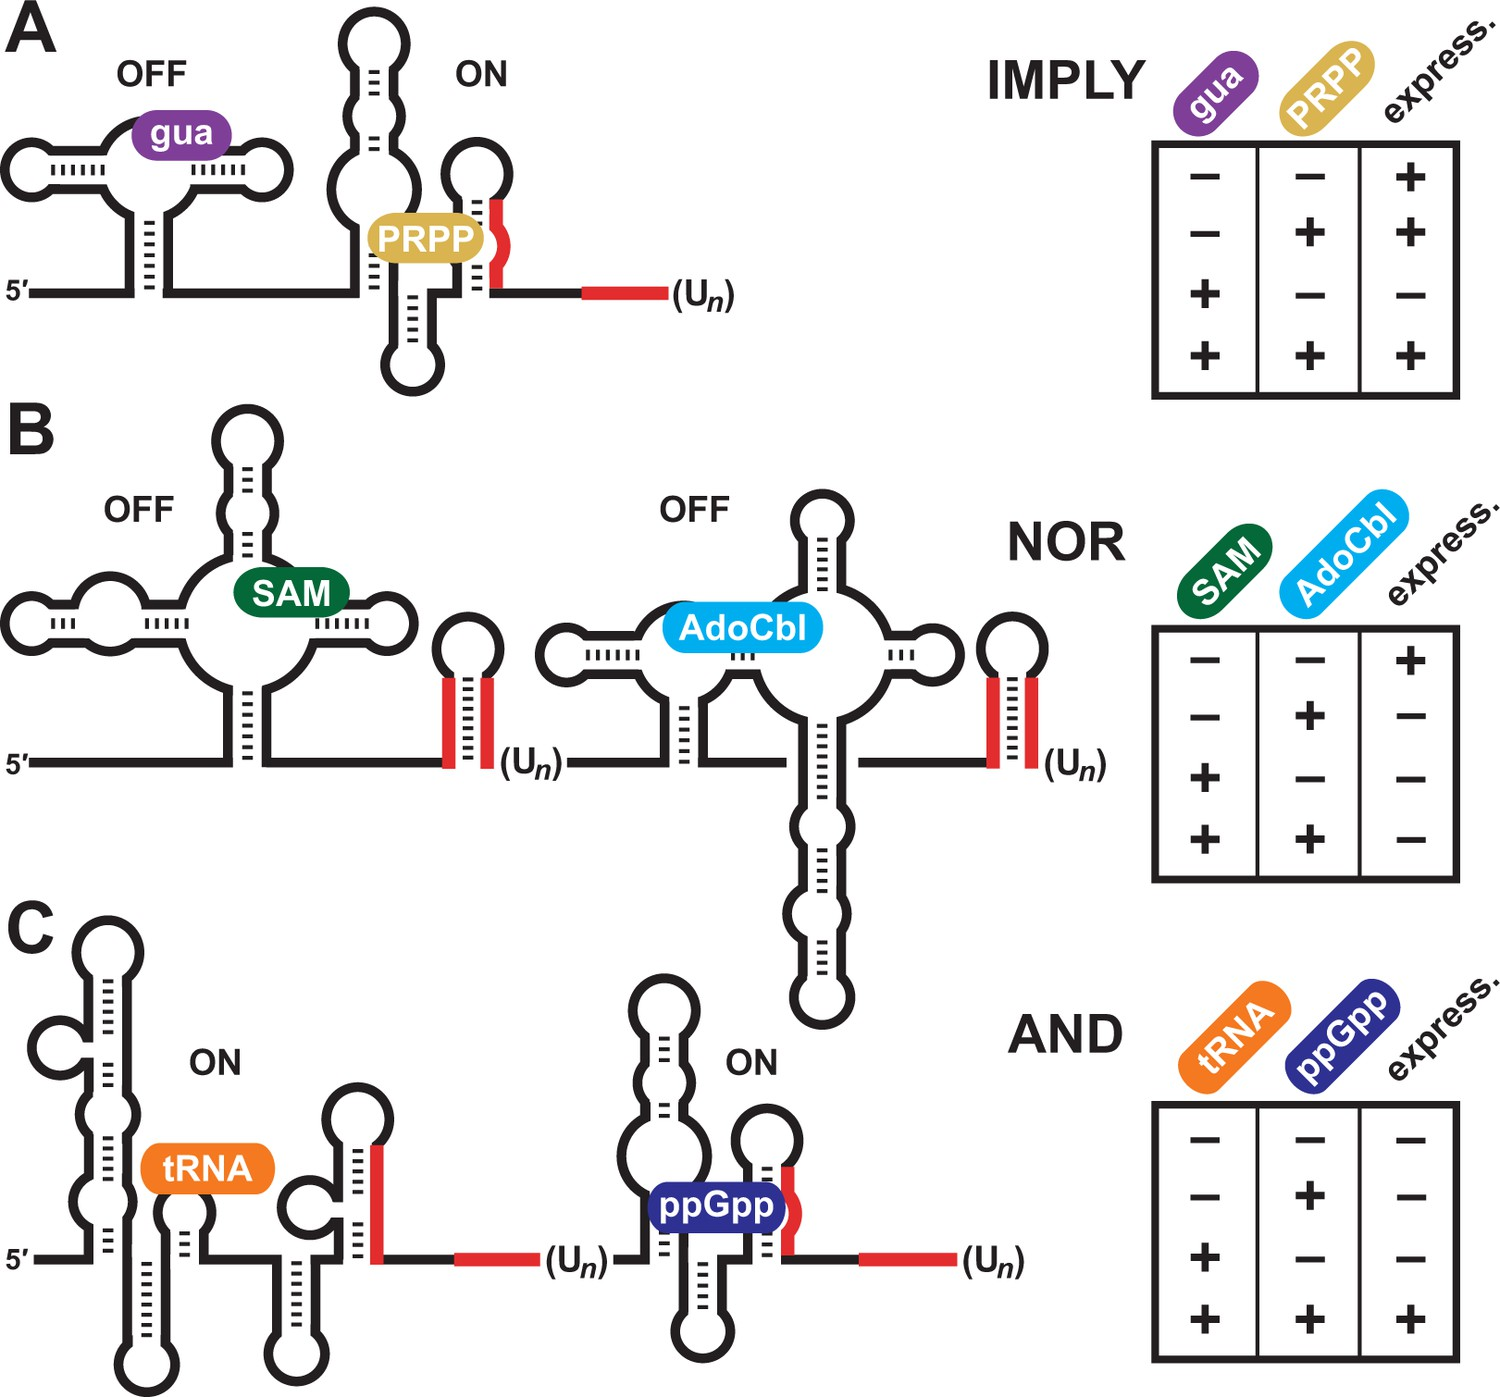 A
OFF
ON
gua
PRPP
5′
(Un)
IMPLY
gua PRPP express.
− − +
− + +
+ − −
+ + +
B
OFF
OFF
SAM
AdoCbl
5′
(Un)
(Un)
NOR
SAM AdoCbl express.
− − +
− + −
+ − −
+ + −
C
ON
ON
tRNA
ppGpp
5′
(Un)
(Un)
AND
tRNA ppGpp express.
− − −
− + −
+ − −
+ + +